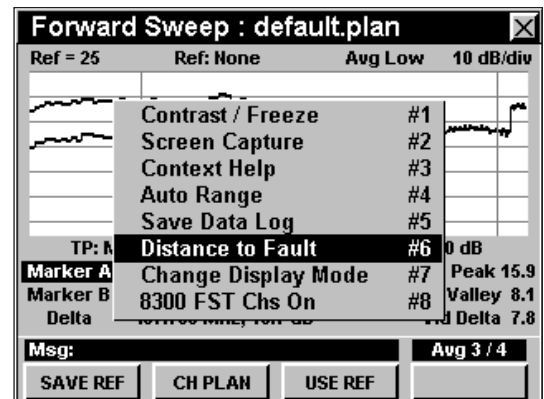 Forward Sweep : default.plan
Ref = 25 Ref: None Avg Low 10 dB/div
Contrast / Freeze #1
Screen Capture #2
Context Help #3
Auto Range #4
Save Data Log #5
TP: Distance to Fault #6 0 dB
Marker A Change Display Mode #7 Peak 15.9
Marker B 8300 FST Chs On #8 Valley 8.1
Delta Delta 7.8
Msg: Avg 3 / 4
SAVE REF CH PLAN USE REF